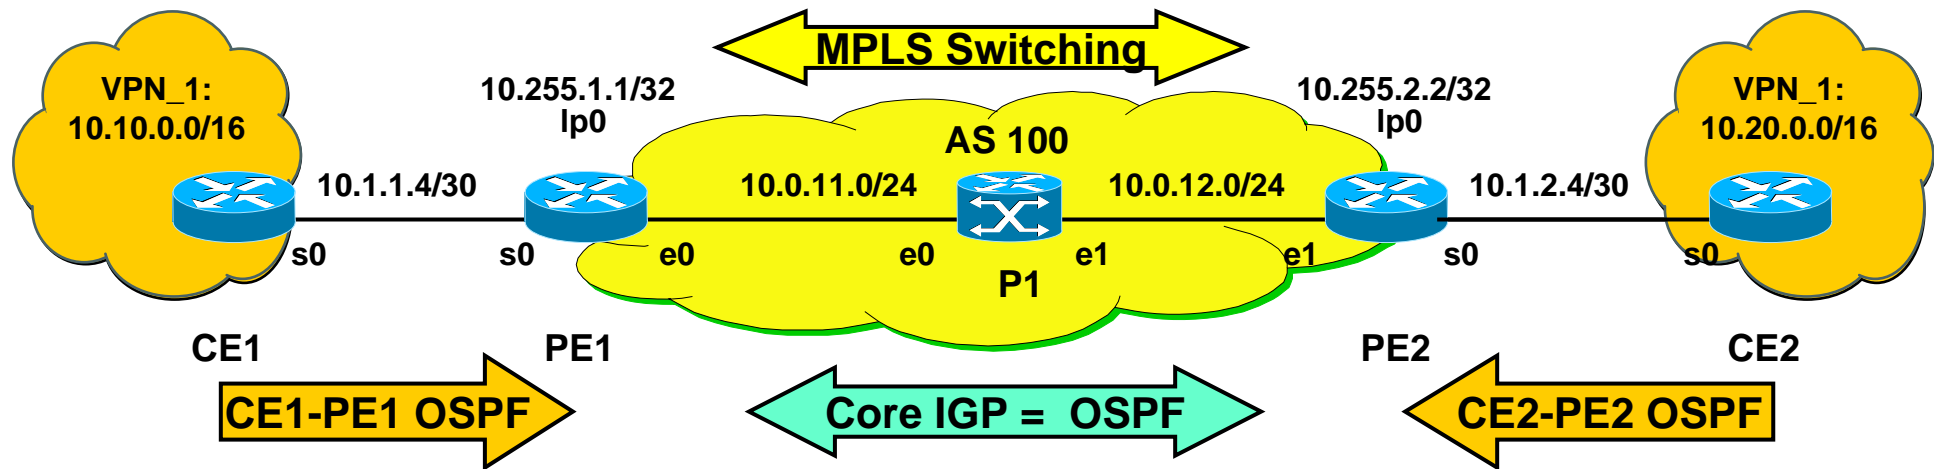 MPLS Switching
VPN_1:
10.10.0.0/16
10.255.1.1/32
lp0
10.255.2.2/32
lp0
VPN_1:
10.20.0.0/16
AS 100
10.1.1.4/30
10.0.11.0/24
10.0.12.0/24
10.1.2.4/30
s0
s0
e0
e0
e1
e1
s0
s0
P1
CE1
PE1
PE2
CE2
CE1-PE1 OSPF
Core IGP = OSPF
CE2-PE2 OSPF